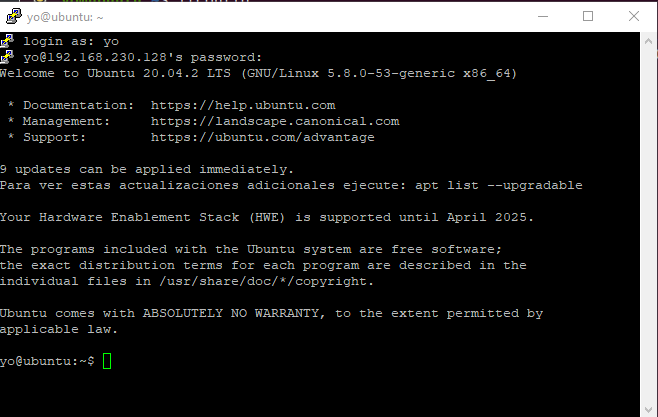 yo@ubuntu: ~
login as: yo
yo@192.168.230.128's password:
Welcome to Ubuntu 20.04.2 LTS (GNU/Linux 5.8.0-53-generic x86_64)
* Documentation:  https://help.ubuntu.com
* Management:     https://landscape.canonical.com
* Support:        https://ubuntu.com/advantage
9 updates can be applied immediately.
Para ver estas actualizaciones adicionales ejecute: apt list --upgradable
Your Hardware Enablement Stack (HWE) is supported until April 2025.
The programs included with the Ubuntu system are free software;
the exact distribution terms for each program are described in the
individual files in /usr/share/doc/*/copyright.
Ubuntu comes with ABSOLUTELY NO WARRANTY, to the extent permitted by
applicable law.
yo@ubuntu:~$